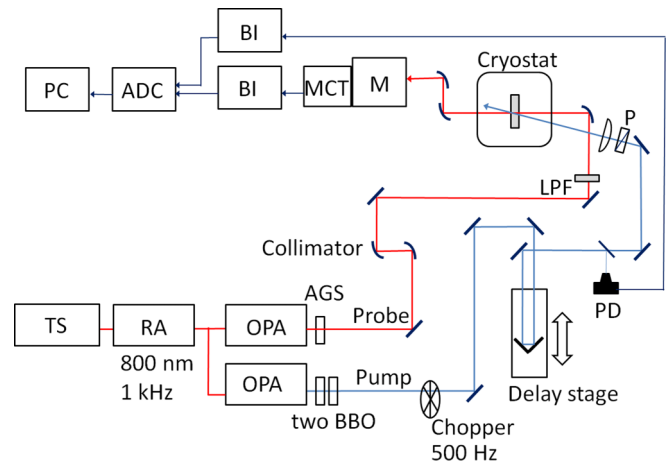 BI
Cryostat
PC
ADC
BI
MCT
M
P
LPF
Collimator
AGS
TS
RA
OPA
Probe
PD
800 nm
1 kHz
OPA
Pump
Delay stage
two BBO
Chopper
500 Hz